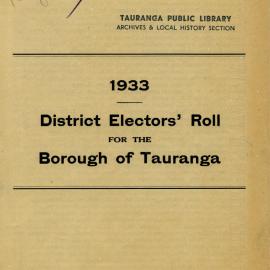 TAURANGA PUBLIC LIBRARY
ARCHIVES & LOCAL HISTORY SECTION
1933
District Electors' Roll
FOR THE
Borough of Tauranga